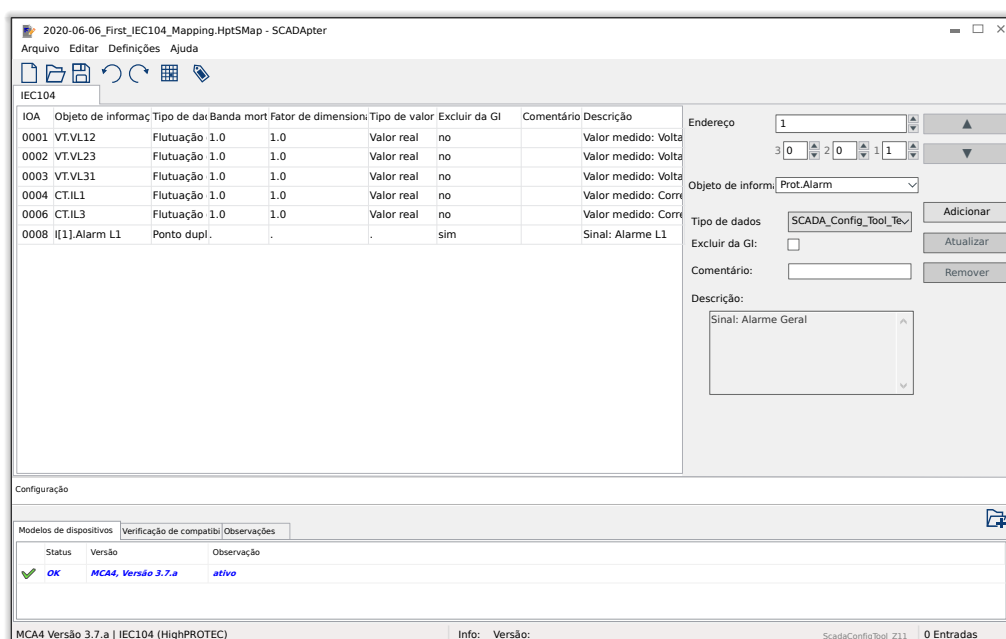 2020-06-06_First_IEC104_Mapping.HptSMap - SCADApter
Arquivo Editar Definições Ajuda
IEC104
IOA Objeto de informaç Tipo de dad Banda mort Fator de dimensiona Tipo de valor Excluir da GI Comentário Descrição
0001 VT.VL12 Flutuação 1.0 1.0 Valor real no Valor medido: Volta
0002 VT.VL23 Flutuação 1.0 1.0 Valor real no Valor medido: Volta
0003 VT.VL31 Flutuação 1.0 1.0 Valor real no Valor medido: Volta
0004 CT.IL1 Flutuação 1.0 1.0 Valor real no Valor medido: Corre
0006 CT.IL3 Flutuação 1.0 1.0 Valor real no Valor medido: Corre
0008 I[1].Alarm L1 Ponto dupl . . . sim Sinal: Alarme L1
Endereço 1
3 0 2 0 1 1
Objeto de informa Prot.Alarm
Tipo de dados SCADA_Config_Tool_Te
Excluir da GI:
Comentário:
Descrição:
Sinal: Alarme Geral
Adicionar
Atualizar
Remover
Configuração
Modelos de dispositivos Verificação de compatibi Observações
Status Versão Observação
OK MCA4, Versão 3.7.a ativo
MCA4 Versão 3.7.a | IEC104 (HighPROTEC) Info: Versão: ScadaConfigTool_Z11 0 Entradas